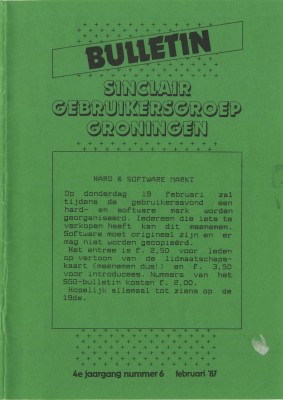 BULLETIN
SINCLAIR
GEBRUIKERSGROEP
GRONINGEN
HARD & SOFTWARE MARKT
Op donderdag 19 februari zal
tijdens de gebruikersavond een
hard- en software mark worden
georganiseerd. Iedereen die iets te
verkopen heeft kan dit meenemen.
Software moet origineel zijn en er
mag niet worden gecopiëerd.
Het entree is f. 2,50 voor leden
op vertoon van de lidmaatschaps-
kaart (meenemen dus!) en f. 3,50
voor introducees. Nummers van het
SGG-bulletin kosten f. 2,00.
Hopelijk allemaal tot ziens op de
19de.
4e jaargang nummer 6 februari '87